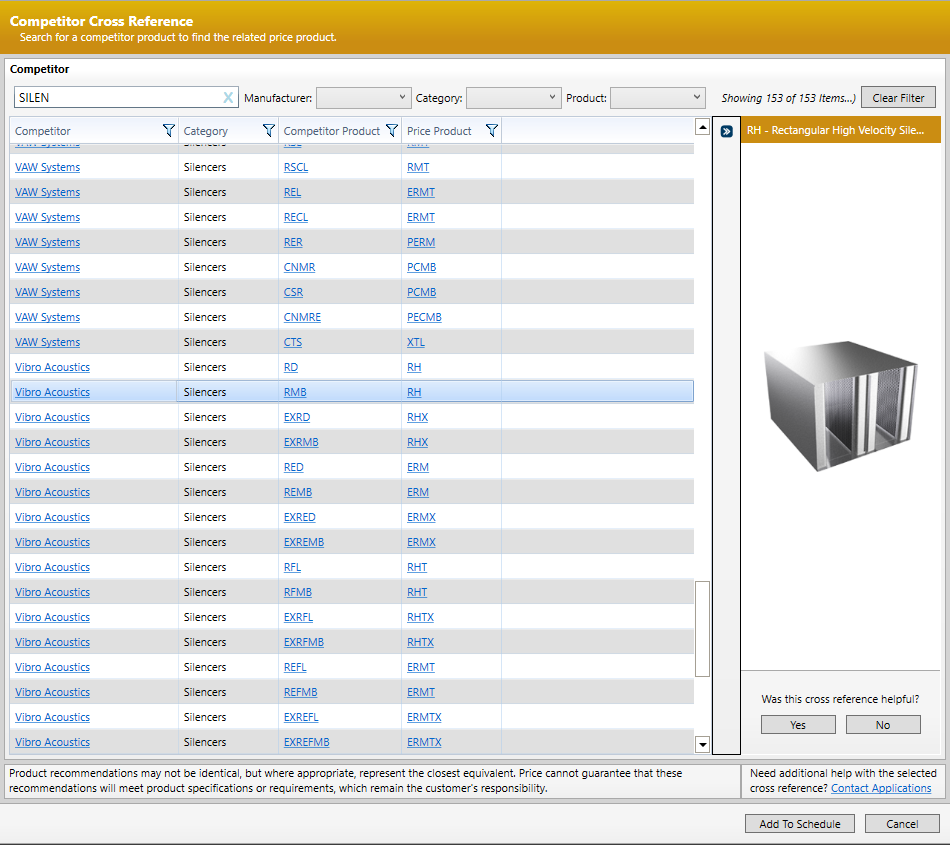 Competitor Cross Reference
Search for a competitor product to find the related price product.
Competitor
SILEN X Manufacturer: Category: Product: Showing 153 of 153 Items...) Clear Filter
Competitor Category Competitor Product Price Product
RH - Rectangular High Velocity Sile...
VAW Systems Silencers
VAW Systems Silencers RSCL RMT
VAW Systems Silencers REL ERMT
VAW Systems Silencers RECL ERMT
VAW Systems Silencers RER PERM
VAW Systems Silencers CNMR PCMB
VAW Systems Silencers CSR PCMB
VAW Systems Silencers CNMRE PECMB
VAW Systems Silencers CTS XTL
Vibro Acoustics Silencers RD RH
Vibro Acoustics Silencers RMB RH
Vibro Acoustics Silencers EXRD RHX
Vibro Acoustics Silencers EXRMB RHX
Vibro Acoustics Silencers RED ERM
Vibro Acoustics Silencers REMB ERM
Vibro Acoustics Silencers EXRED ERMX
Vibro Acoustics Silencers EXREMB ERMX
Vibro Acoustics Silencers RFL RHT
Vibro Acoustics Silencers RFMB RHT
Vibro Acoustics Silencers EXRFL RHTX
Vibro Acoustics Silencers EXRFMB RHTX
Vibro Acoustics Silencers REFL ERMT
Vibro Acoustics Silencers REFMB ERMT
Vibro Acoustics Silencers EXREFL ERMTX
Vibro Acoustics Silencers EXREFMB ERMTX
Was this cross reference helpful?
Yes No
Product recommendations may not be identical, but where appropriate, represent the closest equivalent. Price cannot guarantee that these
recommendations will meet product specifications or requirements, which remain the customer's responsibility.
Need additional help with the selected
cross reference? Contact Applications
Add To Schedule Cancel